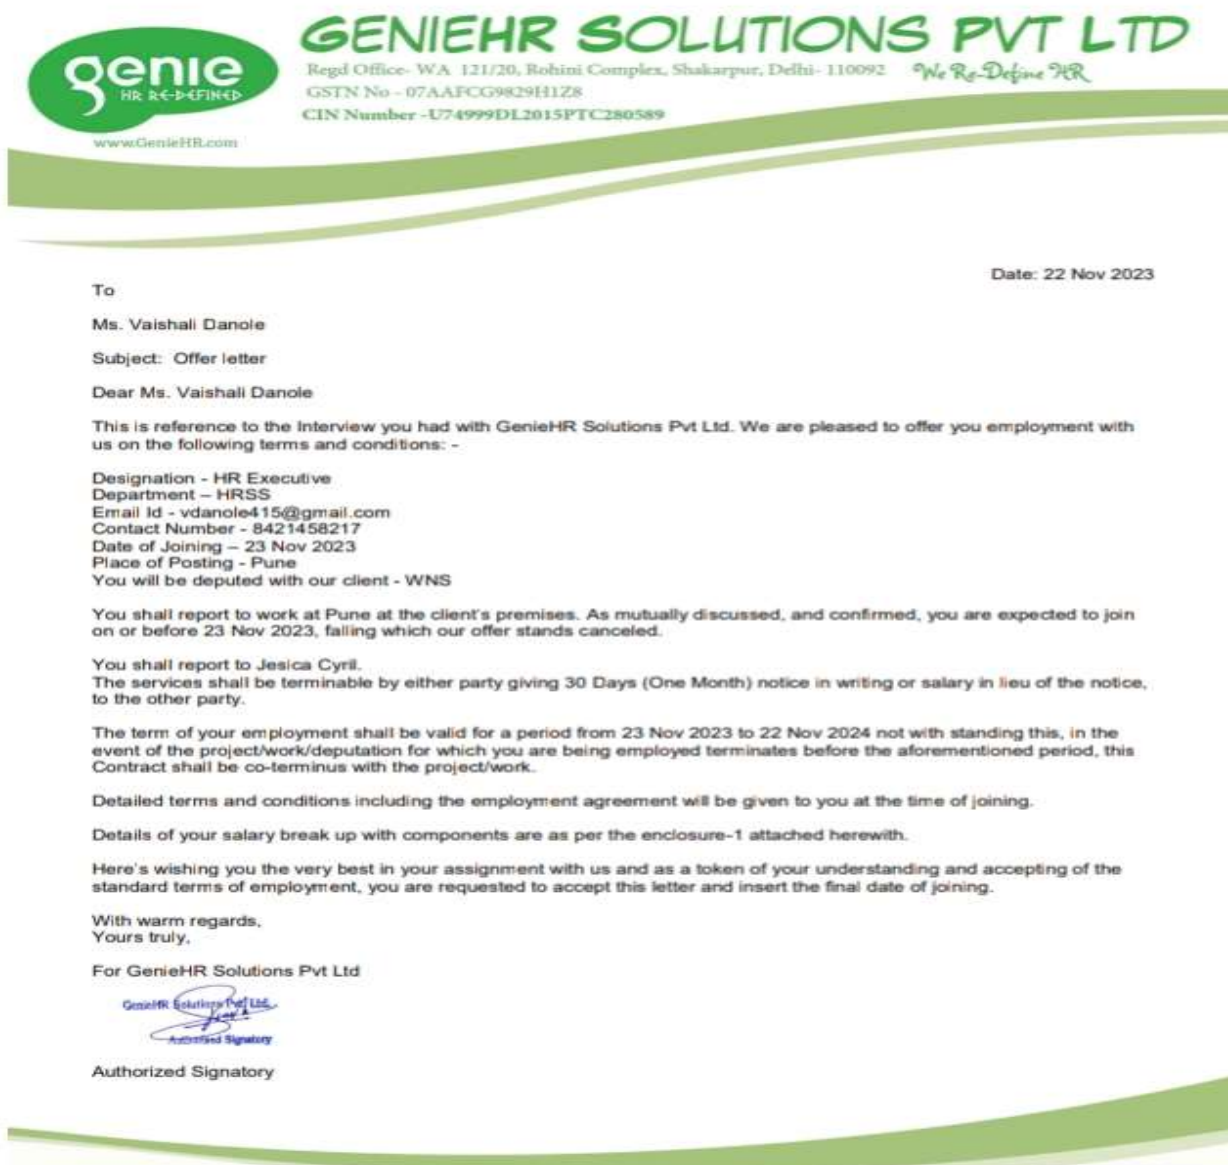 GENIEHR SOLUTIONS PVT LTD
genie
HR RE-DEFINED
www.GenieHR.com
Regd Office- WA 121/20, Rohini Complex, Shakarpur, Delhi- 110092
We Re-Define HR
GSTN No - 07AAFCG9829H1Z8
CIN Number -U74999DL2015PTC280589
Date: 22 Nov 2023
To
Ms. Vaishali Danole
Subject: Offer letter
Dear Ms. Vaishali Danole
This is reference to the Interview you had with GenieHR Solutions Pvt Ltd. We are pleased to offer you employment with
us on the following terms and conditions: -
Designation - HR Executive
Department – HRSS
Email Id - vdanole415@gmail.com
Contact Number - 8421458217
Date of Joining – 23 Nov 2023
Place of Posting - Pune
You will be deputed with our client - WNS
You shall report to work at Pune at the client's premises. As mutually discussed, and confirmed, you are expected to join
on or before 23 Nov 2023, falling which our offer stands canceled.
You shall report to Jesica Cyril.
The services shall be terminable by either party giving 30 Days (One Month) notice in writing or salary in lieu of the notice,
to the other party.
The term of your employment shall be valid for a period from 23 Nov 2023 to 22 Nov 2024 not with standing this, in the
event of the project/work/deputation for which you are being employed terminates before the aforementioned period, this
Contract shall be co-terminus with the project/work.
Detailed terms and conditions including the employment agreement will be given to you at the time of joining.
Details of your salary break up with components are as per the enclosure-1 attached herewith.
Here's wishing you the very best in your assignment with us and as a token of your understanding and accepting of the
standard terms of employment, you are requested to accept this letter and insert the final date of joining.
With warm regards,
Yours truly,
For GenieHR Solutions Pvt Ltd
GenieHR Solutions Pvt Ltd.
Authorised Signatory
Authorized Signatory